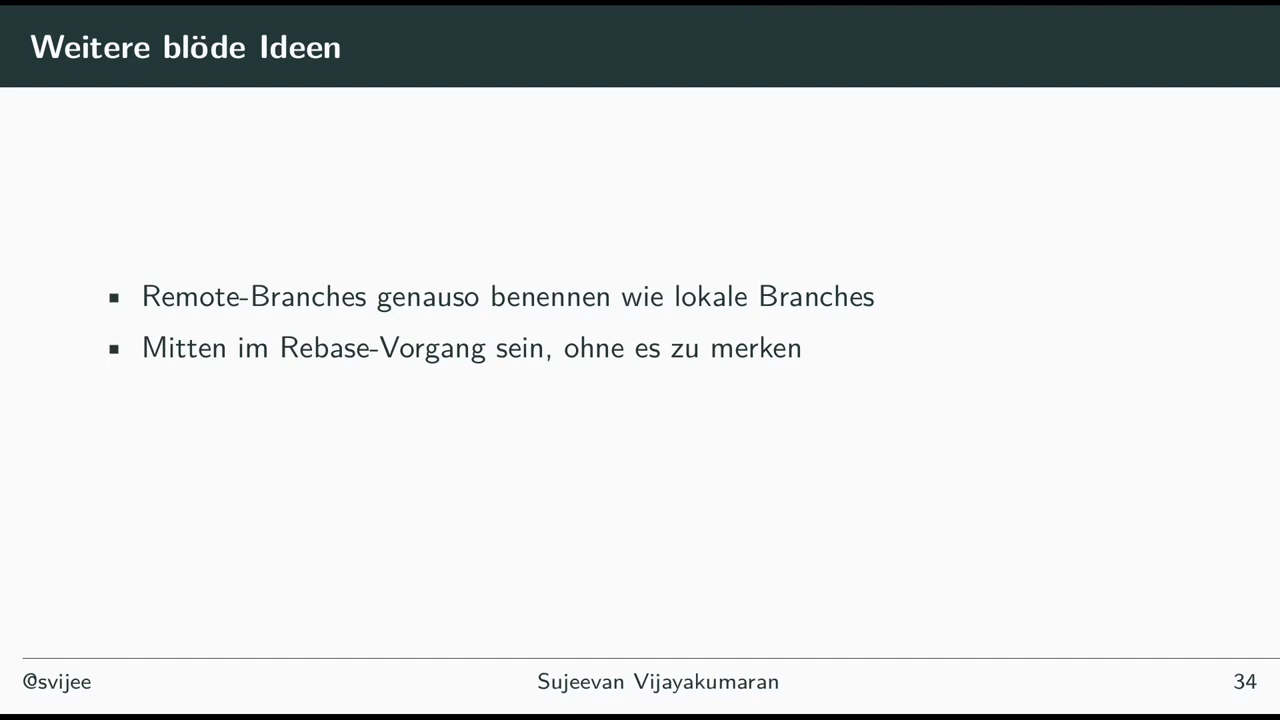 Weitere blöde Ideen
▪ Remote-Branches genauso benennen wie lokale Branches
▪ Mitten im Rebase-Vorgang sein, ohne es zu merken
@svijee
Sujeevan Vijayakumaran
34